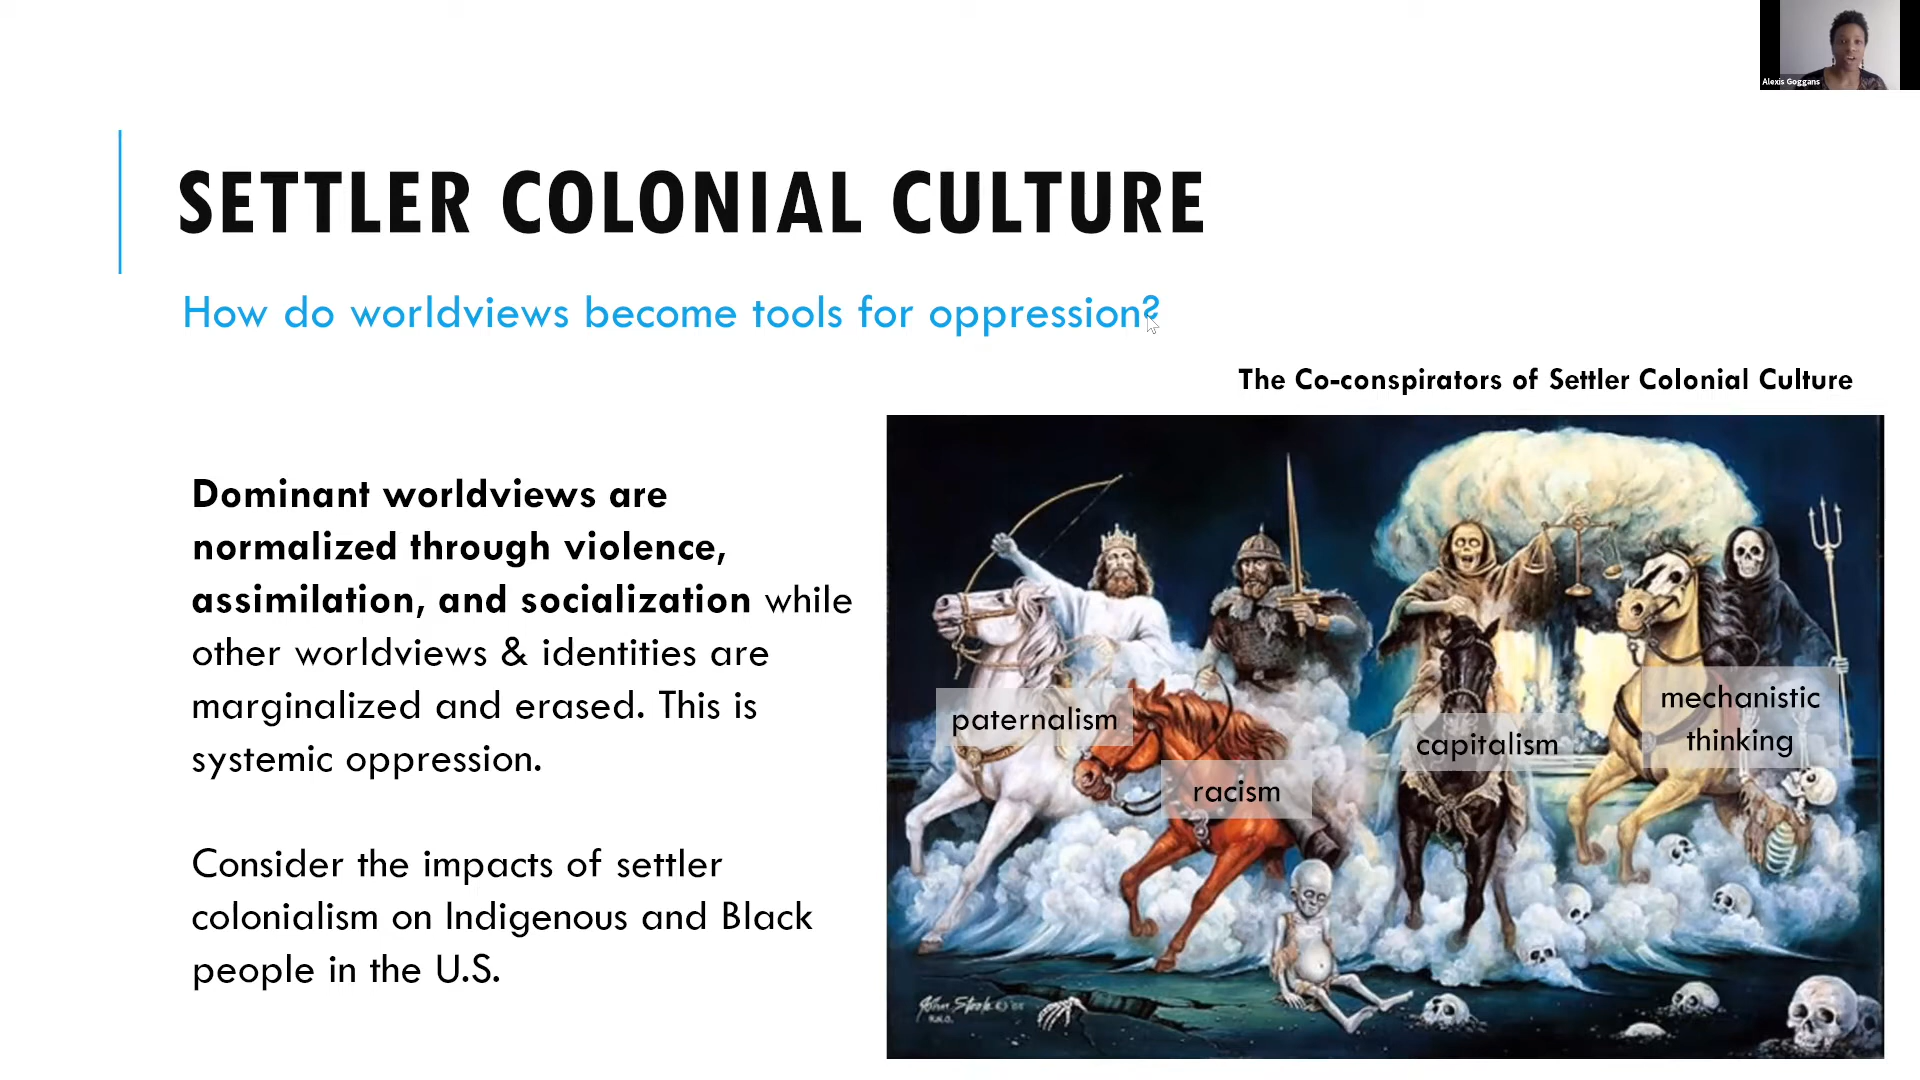 Alexis Goggans
SETTLER COLONIAL CULTURE
How do worldviews become tools for oppression?
The Co-conspirators of Settler Colonial Culture
Dominant worldviews are
normalized through violence,
assimilation, and socialization while
other worldviews & identities are
marginalized and erased. This is
systemic oppression.
Consider the impacts of settler
colonialism on Indigenous and Black
people in the U.S.
paternalism
racism
capitalism
mechanistic
thinking